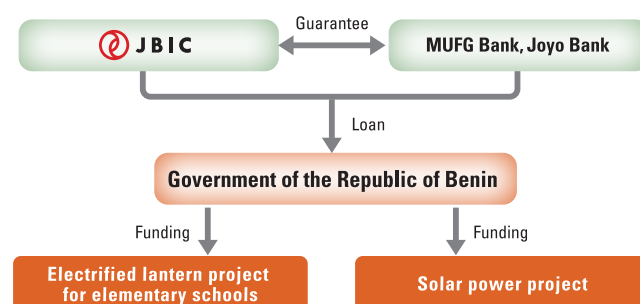 Guarantee
JBIC
MUFG Bank, Joyo Bank
Loan
Government of the Republic of Benin
Funding
Funding
Electrified lantern project
for elementary schools
Solar power project